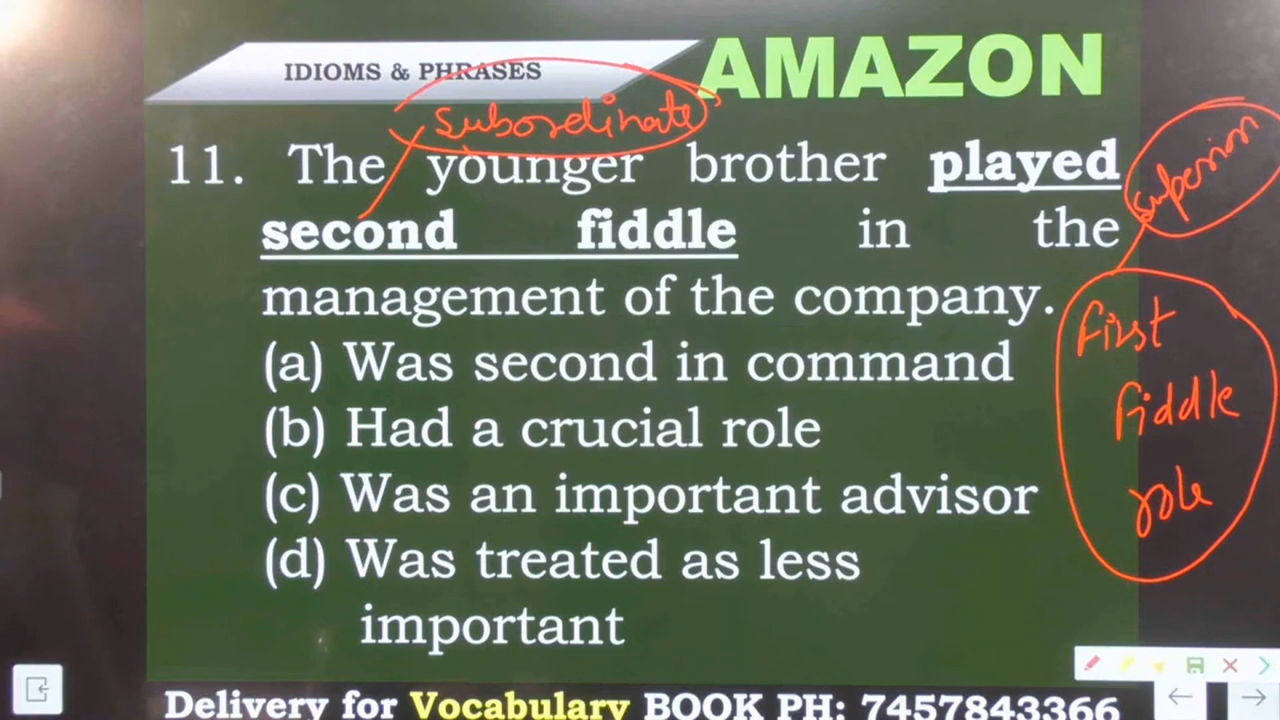 IDIOMS & PHRASES
AMAZON
subordinate
11. The younger brother played
second fiddle in the
management of the company.
(a) Was second in command
(b) Had a crucial role
(c) Was an important advisor
(d) Was treated as less
important
superior
First
fiddle
role
Delivery for Vocabulary BOOK PH: 7457843366